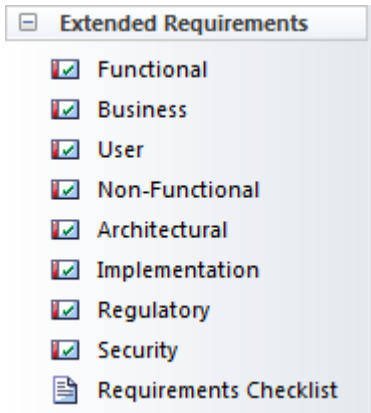 Extended Requirements
Functional
Business
User
Non-Functional
Architectural
Implementation
Regulatory
Security
Requirements Checklist